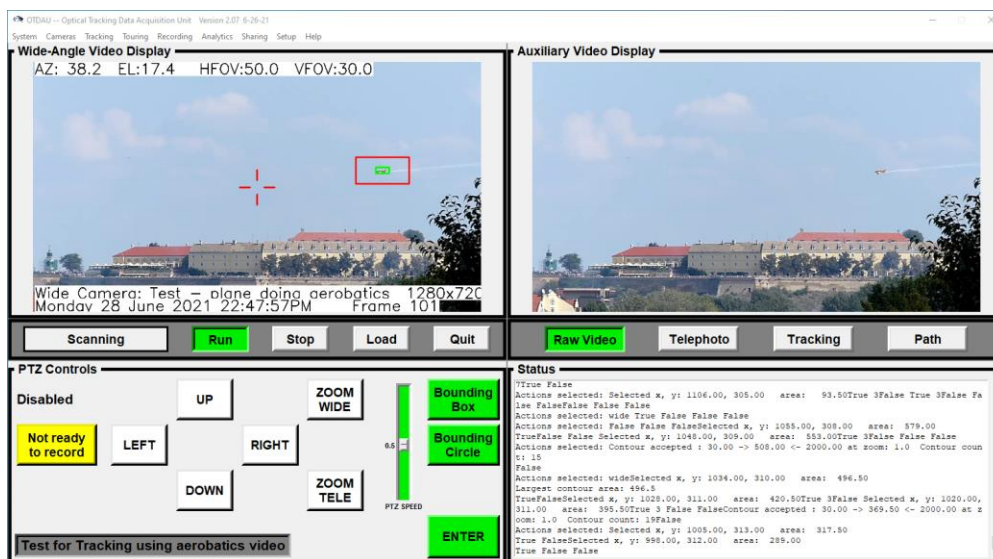 OTDAU -- Optical Tracking Data Acquisition Unit Version 2.07 6-26-21
System Cameras Tracking Touring Recording Analytics Sharing Setup Help
Wide-Angle Video Display
AZ: 38.2 EL:17.4 HFOV:50.0 VFOV:30.0
Wide Camera: Test – plane doing aerobatics 1280x720
Monday 28 June 2021 22:47:57PM Frame 101
Auxiliary Video Display
Scanning Run Stop Load Quit
Raw Video Telephoto Tracking Path
PTZ Controls
Disabled
UP
ZOOM WIDE
Bounding Box
Not ready to record
LEFT
RIGHT
0.5
Bounding Circle
DOWN
ZOOM TELE
PTZ SPEED
ENTER
Test for Tracking using aerobatics video
Status
7True False
Actions selected: Selected x, y: 1106.00, 305.00 area: 93.50True 3False True 3False Fa
lse FalseFalse False False
Actions selected: wide True False False False
Actions selected: False False FalseSelected x, y: 1055.00, 308.00 area: 579.00
TrueFalse False Selected x, y: 1048.00, 309.00 area: 553.00True 3False False False
Actions selected: Contour accepted : 30.00 -> 508.00 <- 2000.00 at zoom: 1.0 Contour coun
t: 15
False
Actions selected: wideSelected x, y: 1034.00, 310.00 area: 496.50
Largest contour area: 496.5
TrueFalseSelected x, y: 1028.00, 311.00 area: 420.50True 3False Selected x, y: 1020.00,
311.00 area: 395.50True 3 False FalseContour accepted : 30.00 -> 369.50 <- 2000.00 at z
oom: 1.0 Contour count: 19False
Actions selected: Selected x, y: 1005.00, 313.00 area: 317.50
True FalseSelected x, y: 998.00, 312.00 area: 289.00
True False False